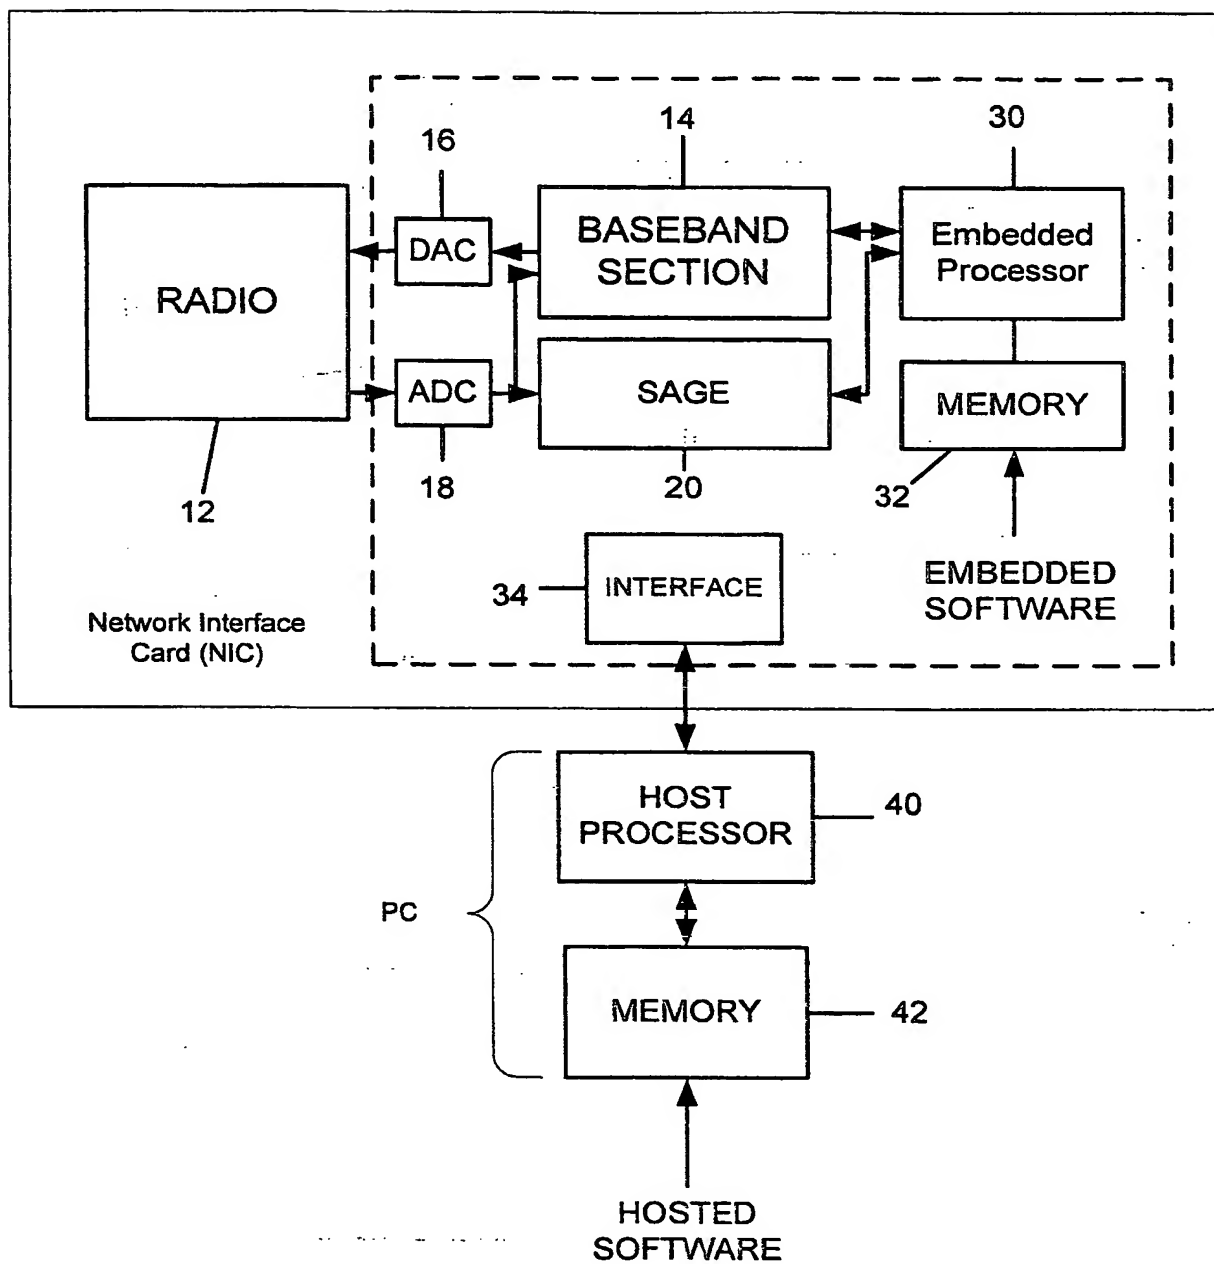 14
30
16
BASEBAND
SECTION
Embedded
Processor
DAC
RADIO
ADC
SAGE
MEMORY
18
20
32
12
INTERFACE
34
EMBEDDED
SOFTWARE
Network Interface
Card (NIC)
HOST
PROCESSOR
40
PC
MEMORY
42
HOSTED
SOFTWARE